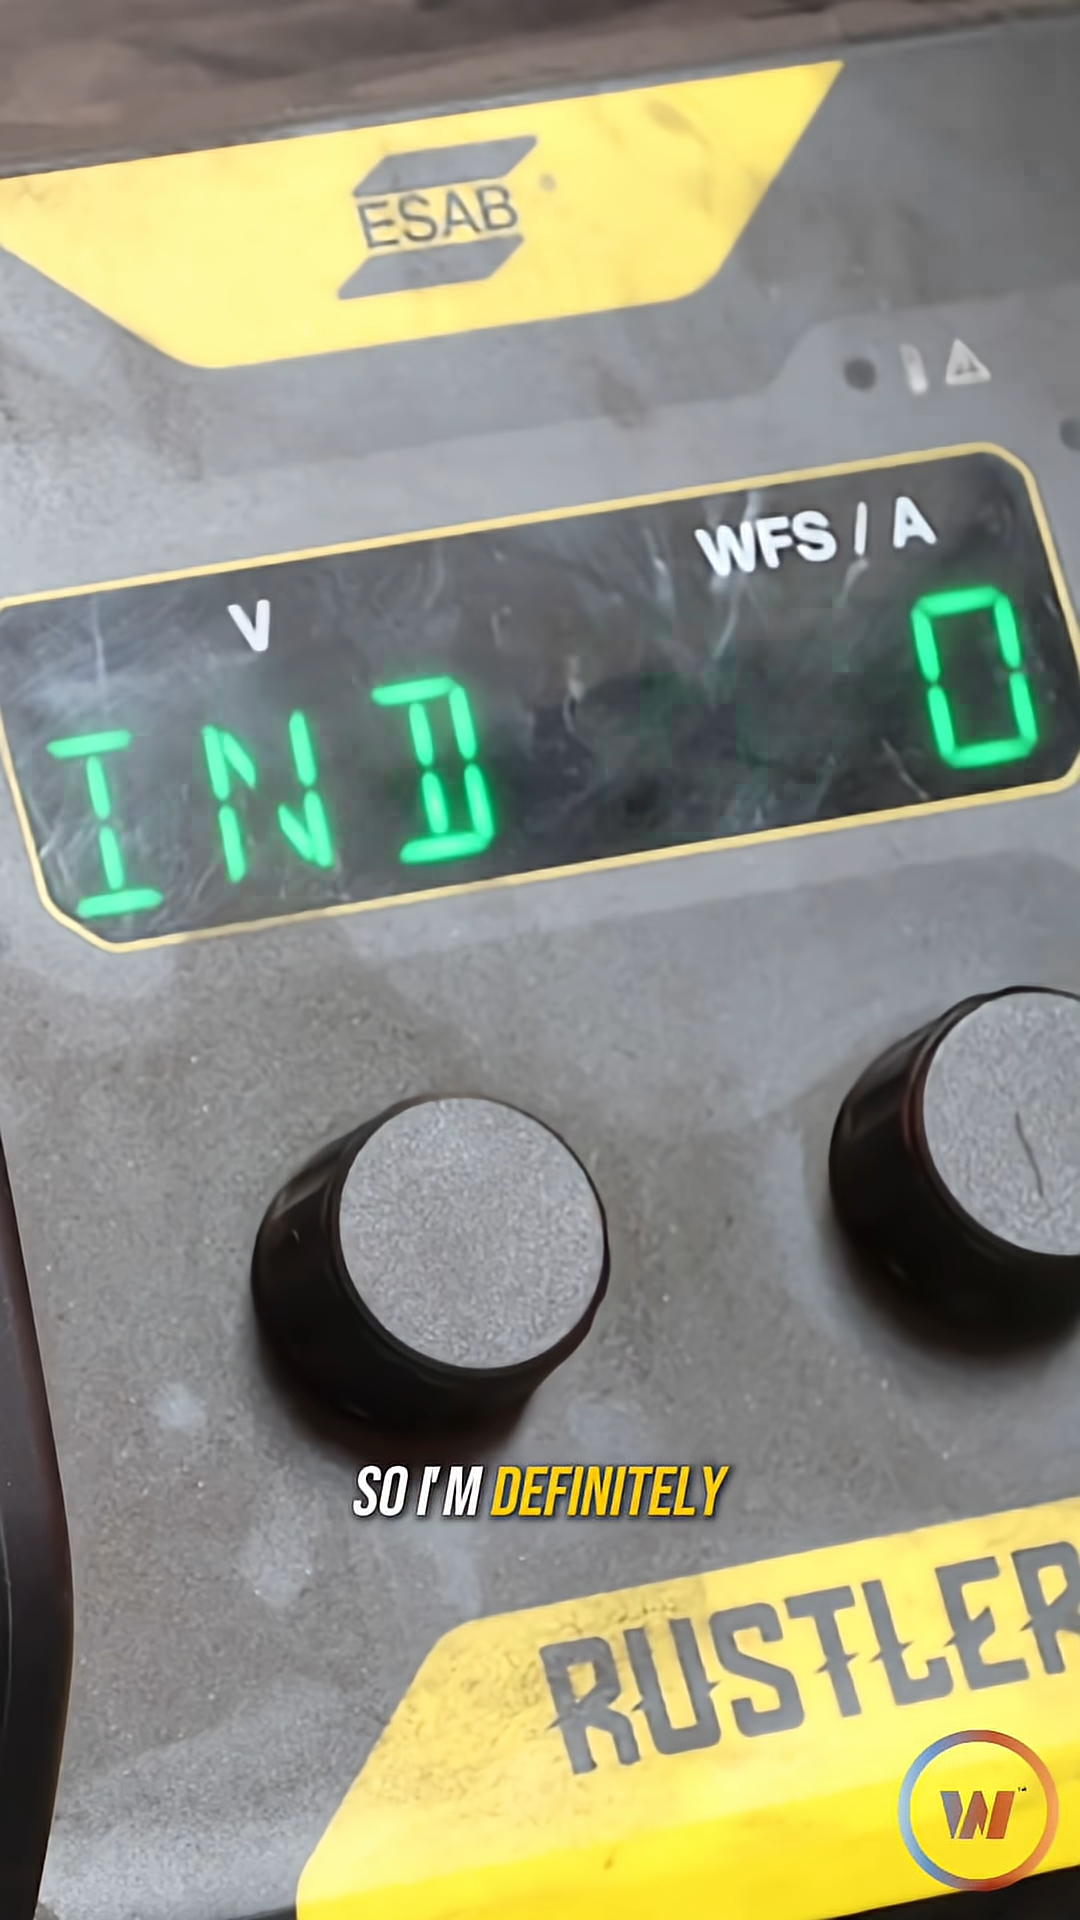 ESAB
V
WFS / A
IND 0
SO I'M DEFINITELY
RUSTLER
W